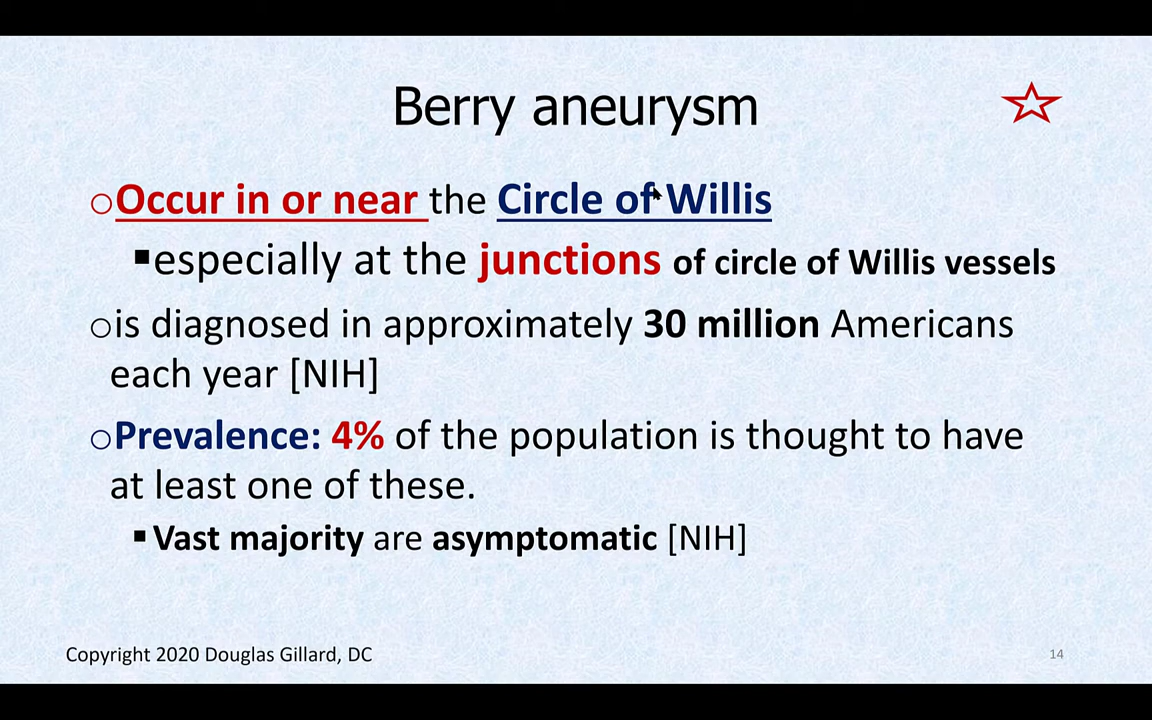 Berry aneurysm
○Occur in or near the Circle of Willis
▪especially at the junctions of circle of Willis vessels
○is diagnosed in approximately 30 million Americans
each year [NIH]
○Prevalence: 4% of the population is thought to have
at least one of these.
▪Vast majority are asymptomatic [NIH]
Copyright 2020 Douglas Gillard, DC
14